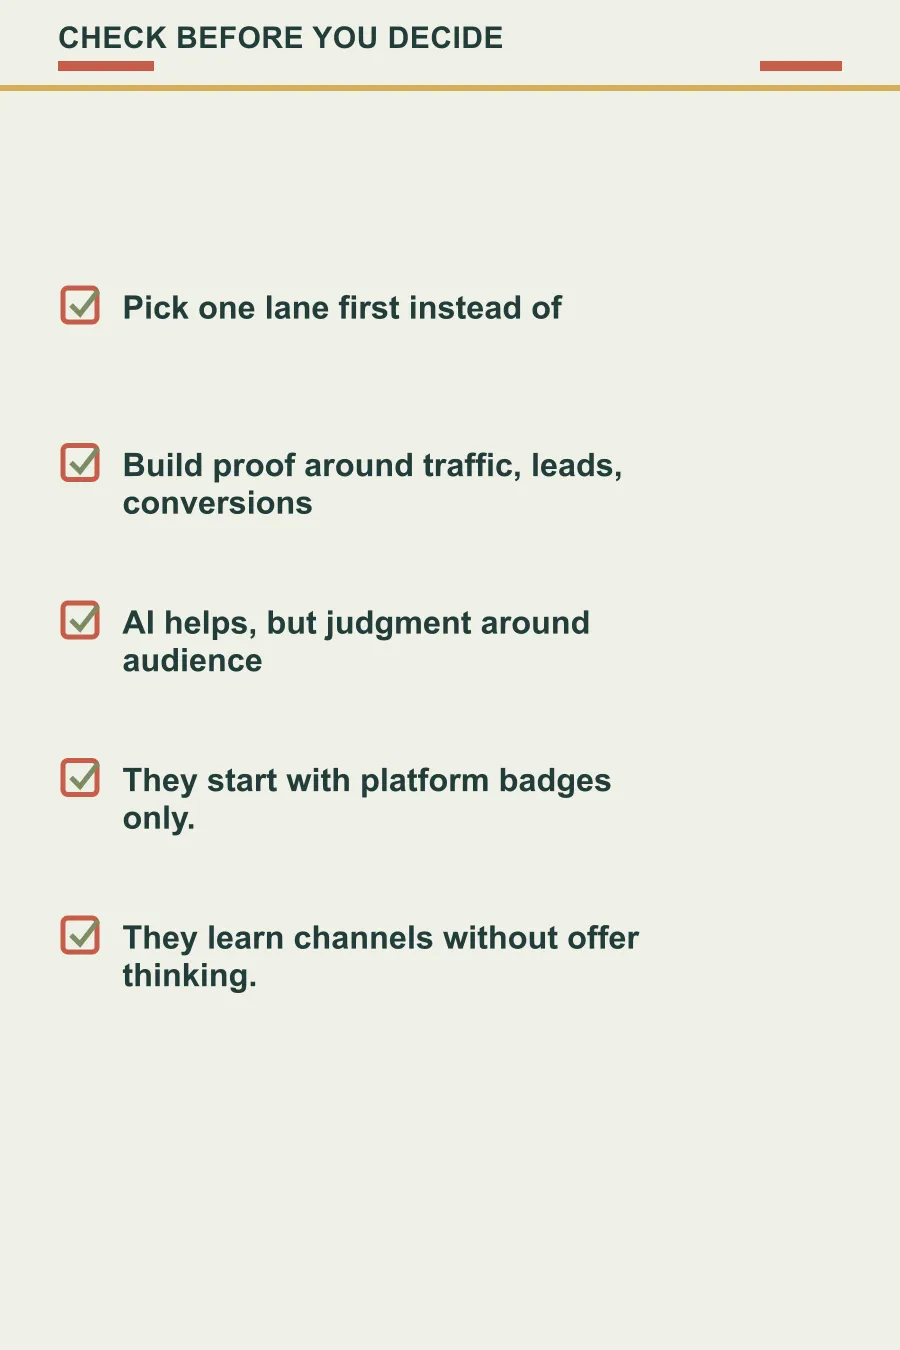 CHECK BEFORE YOU DECIDE
Pick one lane first instead of
Build proof around traffic, leads,
conversions
AI helps, but judgment around
audience
They start with platform badges
only.
They learn channels without offer
thinking.